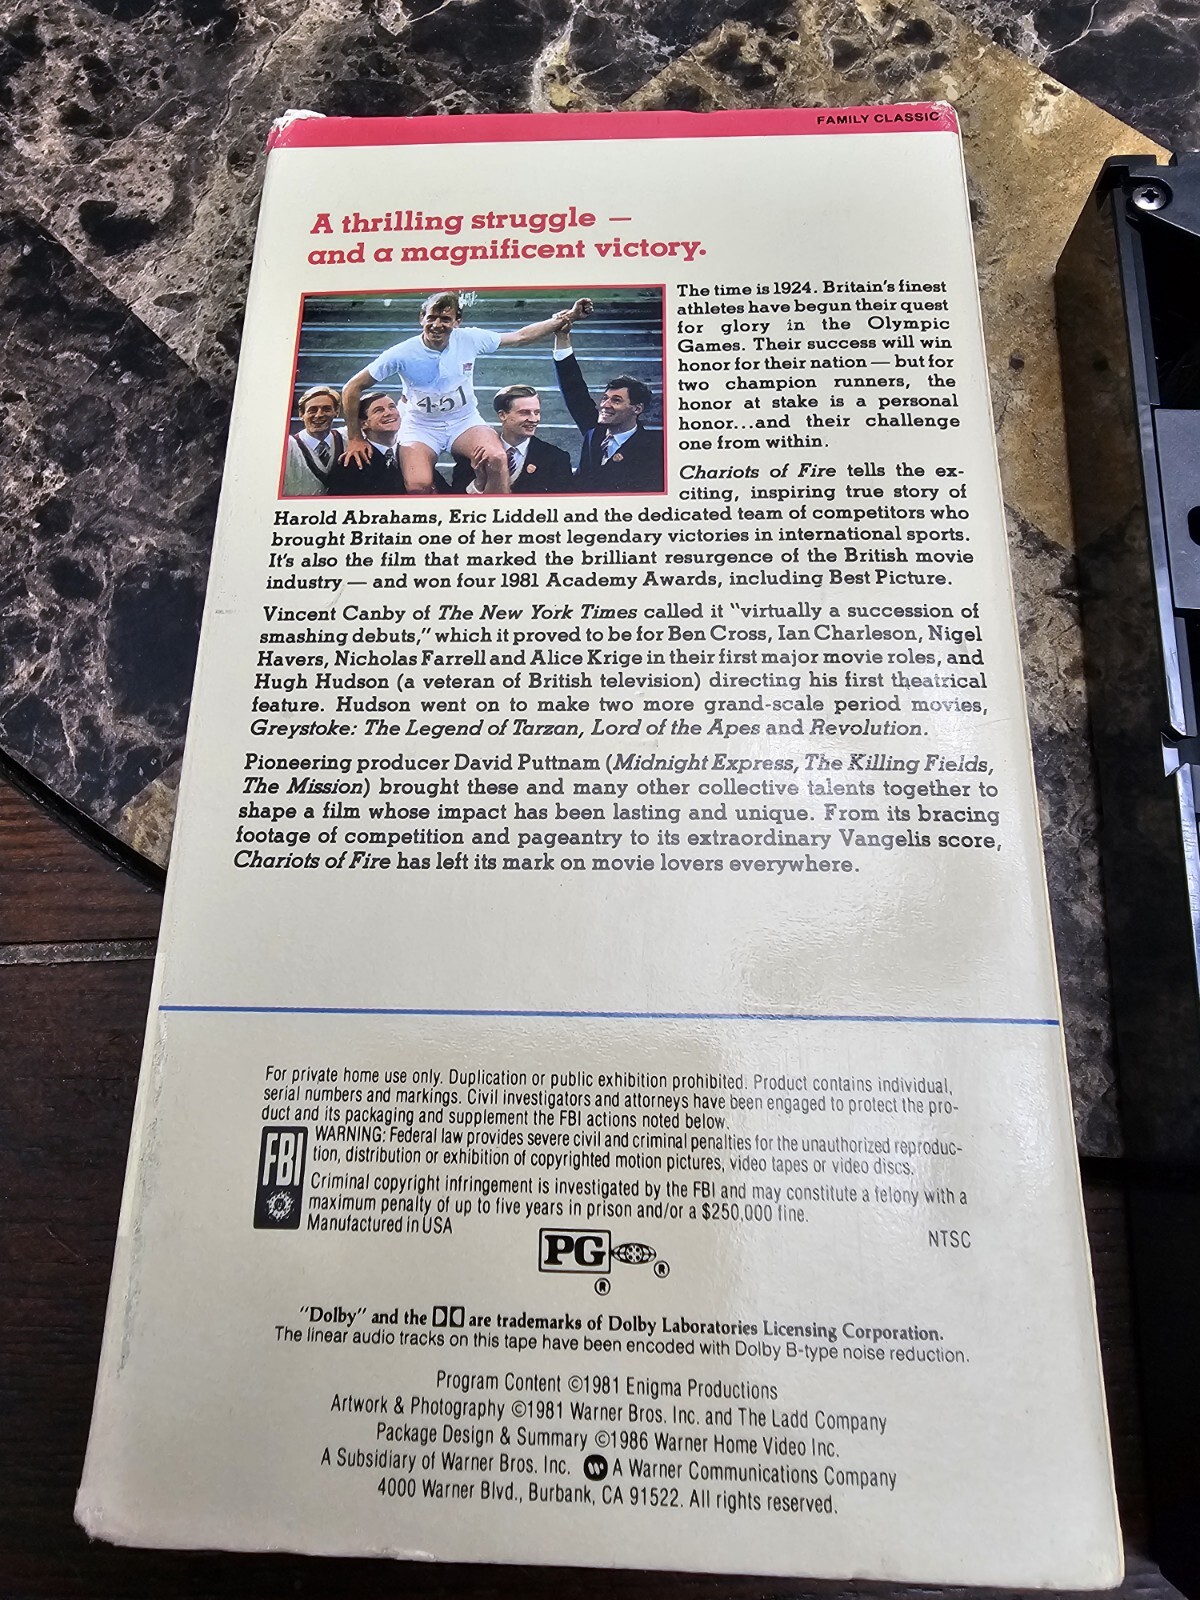 FAMILY CLASSIC
A thrilling struggle —
and a magnificent victory.
451
The time is 1924. Britain's finest
athletes have begun their quest
for glory in the Olympic
Games. Their success will win
honor for their nation — but for
two champion runners, the
honor at stake is a personal
honor...and their challenge
one from within.
Chariots of Fire tells the ex-
citing, inspiring true story of
Harold Abrahams, Eric Liddell and the dedicated team of competitors who
brought Britain one of her most legendary victories in international sports.
It's also the film that marked the brilliant resurgence of the British movie
industry — and won four 1981 Academy Awards, including Best Picture.
Vincent Canby of The New York Times called it "virtually a succession of
smashing debuts," which it proved to be for Ben Cross, Ian Charleson, Nigel
Havers, Nicholas Farrell and Alice Krige in their first major movie roles, and
Hugh Hudson (a veteran of British television) directing his first theatrical
feature. Hudson went on to make two more grand-scale period movies,
Greystoke: The Legend of Tarzan, Lord of the Apes and Revolution.
Pioneering producer David Puttnam (Midnight Express, The Killing Fields,
The Mission) brought these and many other collective talents together to
shape a film whose impact has been lasting and unique. From its bracing
footage of competition and pageantry to its extraordinary Vangelis score,
Chariots of Fire has left its mark on movie lovers everywhere.
For private home use only. Duplication or public exhibition prohibited. Product contains individual,
serial numbers and markings. Civil investigators and attorneys have been engaged to protect the pro-
duct and its packaging and supplement the FBI actions noted below.
FBI
WARNING: Federal law provides severe civil and criminal penalties for the unauthorized reproduc-
tion, distribution or exhibition of copyrighted motion pictures, video tapes or video discs.
Criminal copyright infringement is investigated by the FBI and may constitute a felony with a
maximum penalty of up to five years in prison and/or a $250,000 fine.
Manufactured in USA
NTSC
PG ®
®
"Dolby" and the DD are trademarks of Dolby Laboratories Licensing Corporation.
The linear audio tracks on this tape have been encoded with Dolby B-type noise reduction.
Program Content ©1981 Enigma Productions
Artwork & Photography ©1981 Warner Bros. Inc. and The Ladd Company
Package Design & Summary ©1986 Warner Home Video Inc.
A Subsidiary of Warner Bros. Inc. W A Warner Communications Company
4000 Warner Blvd., Burbank, CA 91522. All rights reserved.